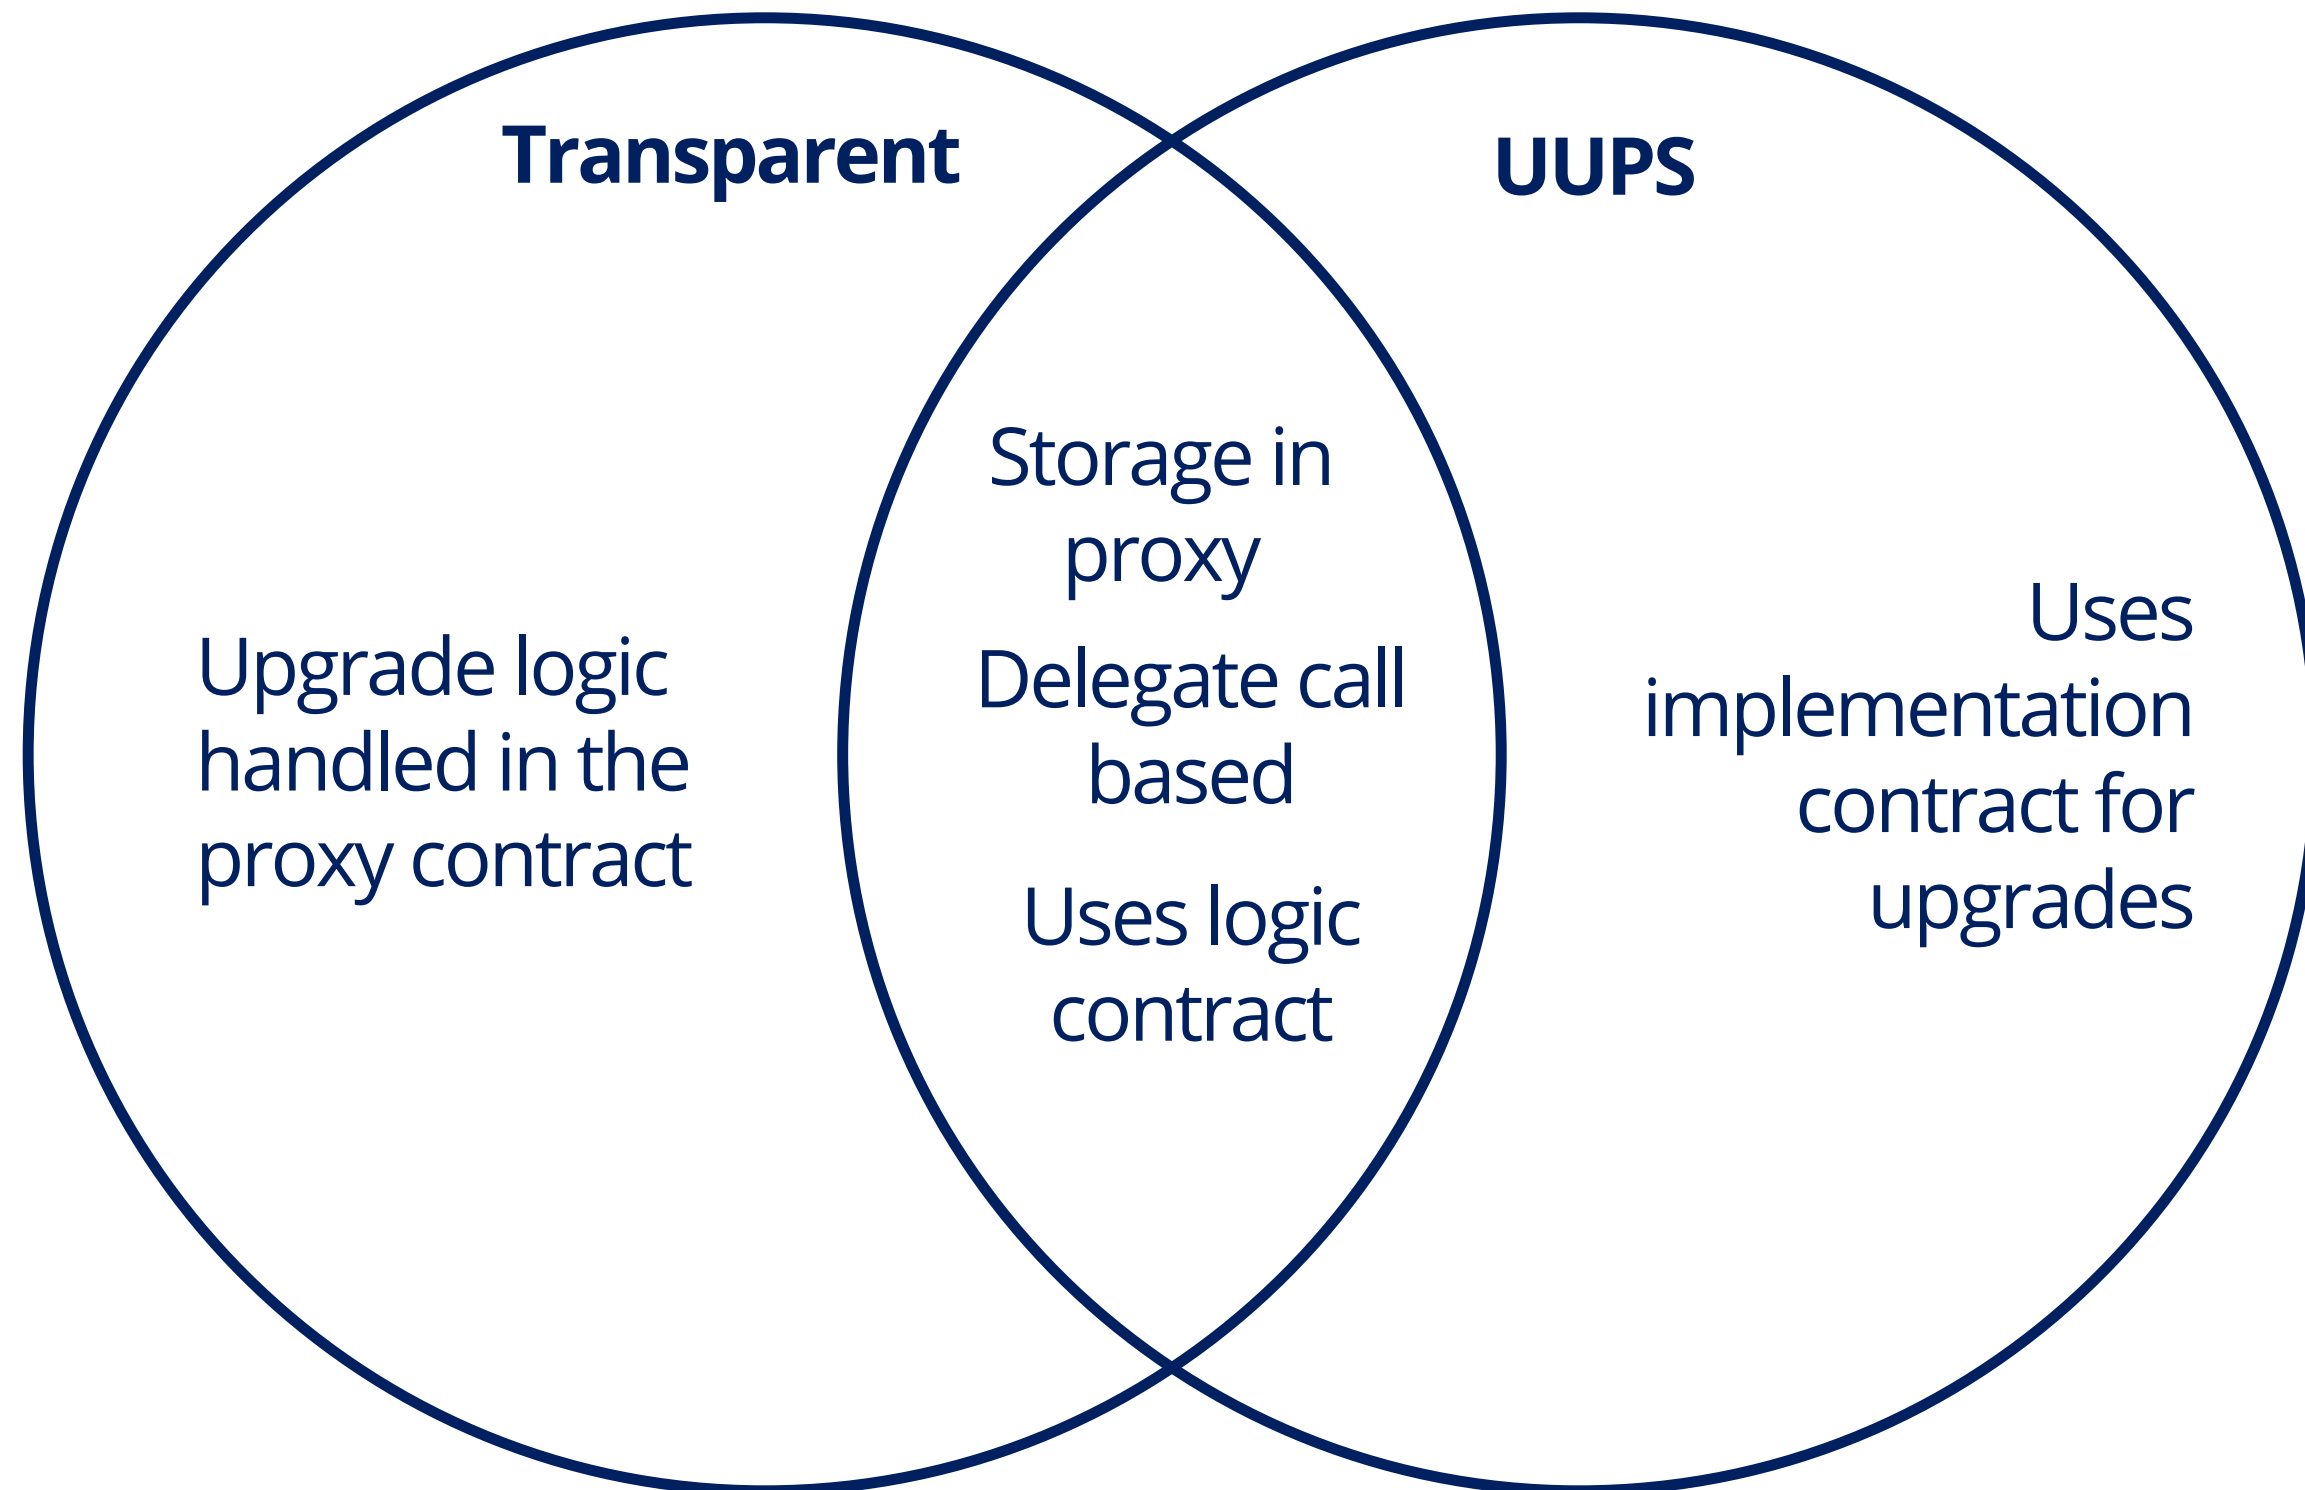 Transparent
UUPS
Upgrade logic
handled in the
proxy contract
Storage in
proxy
Delegate call
based
Uses logic
contract
Uses
implementation
contract for
upgrades